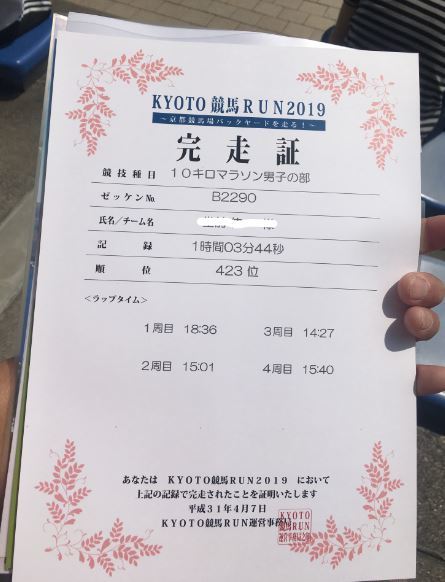 KYOTO 競馬RUN2019
～京都競馬場バックヤードを走る！～
完走証
競技種目 10キロマラソン男子の部
ゼッケンNo. B2290
氏名/チーム名 様
記録 1時間03分44秒
順位 423位
<ラップタイム>
1周目 18:36 3周目 14:27
2周目 15:01 4周目 15:40
あなたは KYOTO競馬RUN2019 において
上記の記録で完走されたことを証明いたします
平成31年4月7日
KYOTO競馬RUN運営事務局
KYOTO
競馬RUN